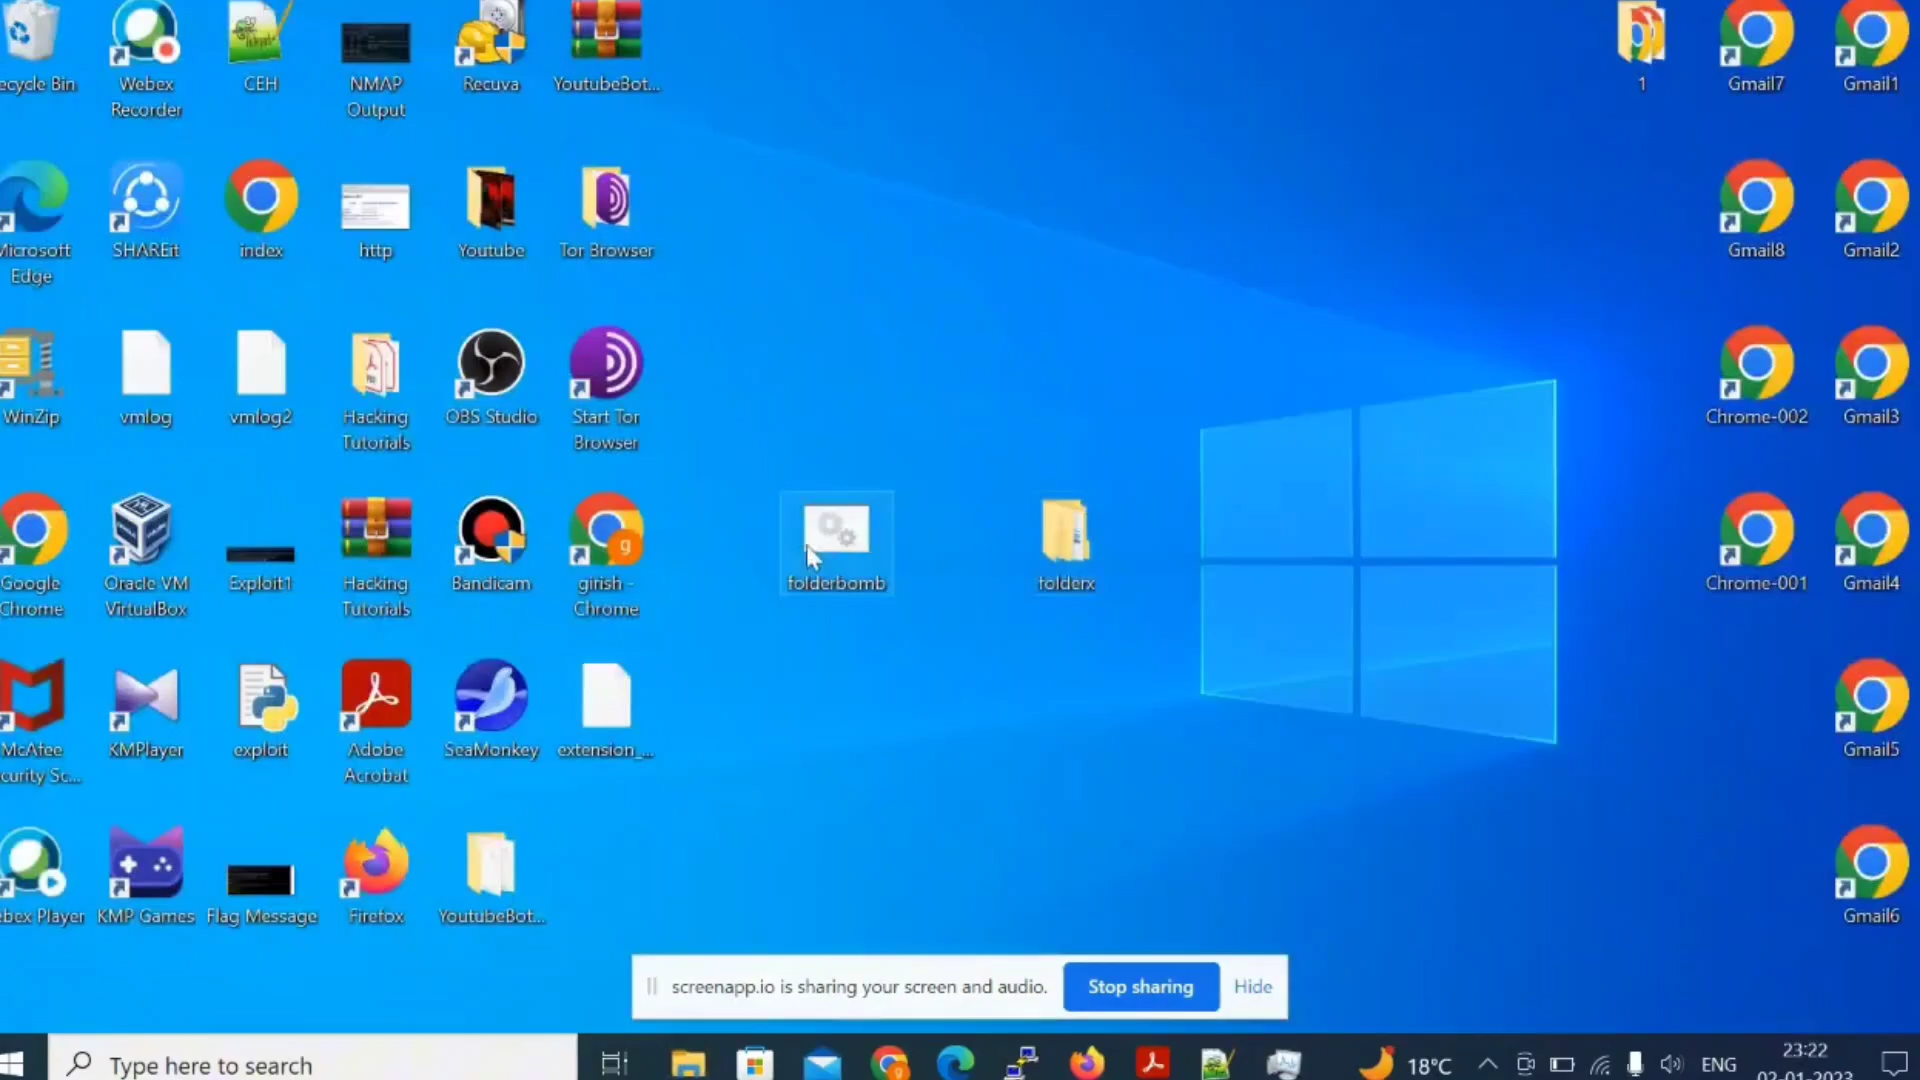 ecycle Bin
Webex Recorder
CEH
NMAP Output
Recuva
YoutubeBot...
1
Gmail7
Gmail1
Microsoft Edge
SHAREit
index
http
Youtube
Tor Browser
Gmail8
Gmail2
WinZip
vmlog
vmlog2
Hacking Tutorials
OBS Studio
Start Tor Browser
Chrome-002
Gmail3
Google Chrome
Oracle VM VirtualBox
Exploit1
Hacking Tutorials
Bandicam
g
girish - Chrome
folderbomb
folderx
Chrome-001
Gmail4
McAfee
curity Sc...
KMPlayer
exploit
Adobe Acrobat
SeaMonkey
extension_...
Gmail5
ebex Player
KMP Games
Flag Message
Firefox
YoutubeBot...
Gmail6
screenapp.io is sharing your screen and audio.
Stop sharing
Hide
Type here to search
18°C
ENG
23:22
02-01-2023